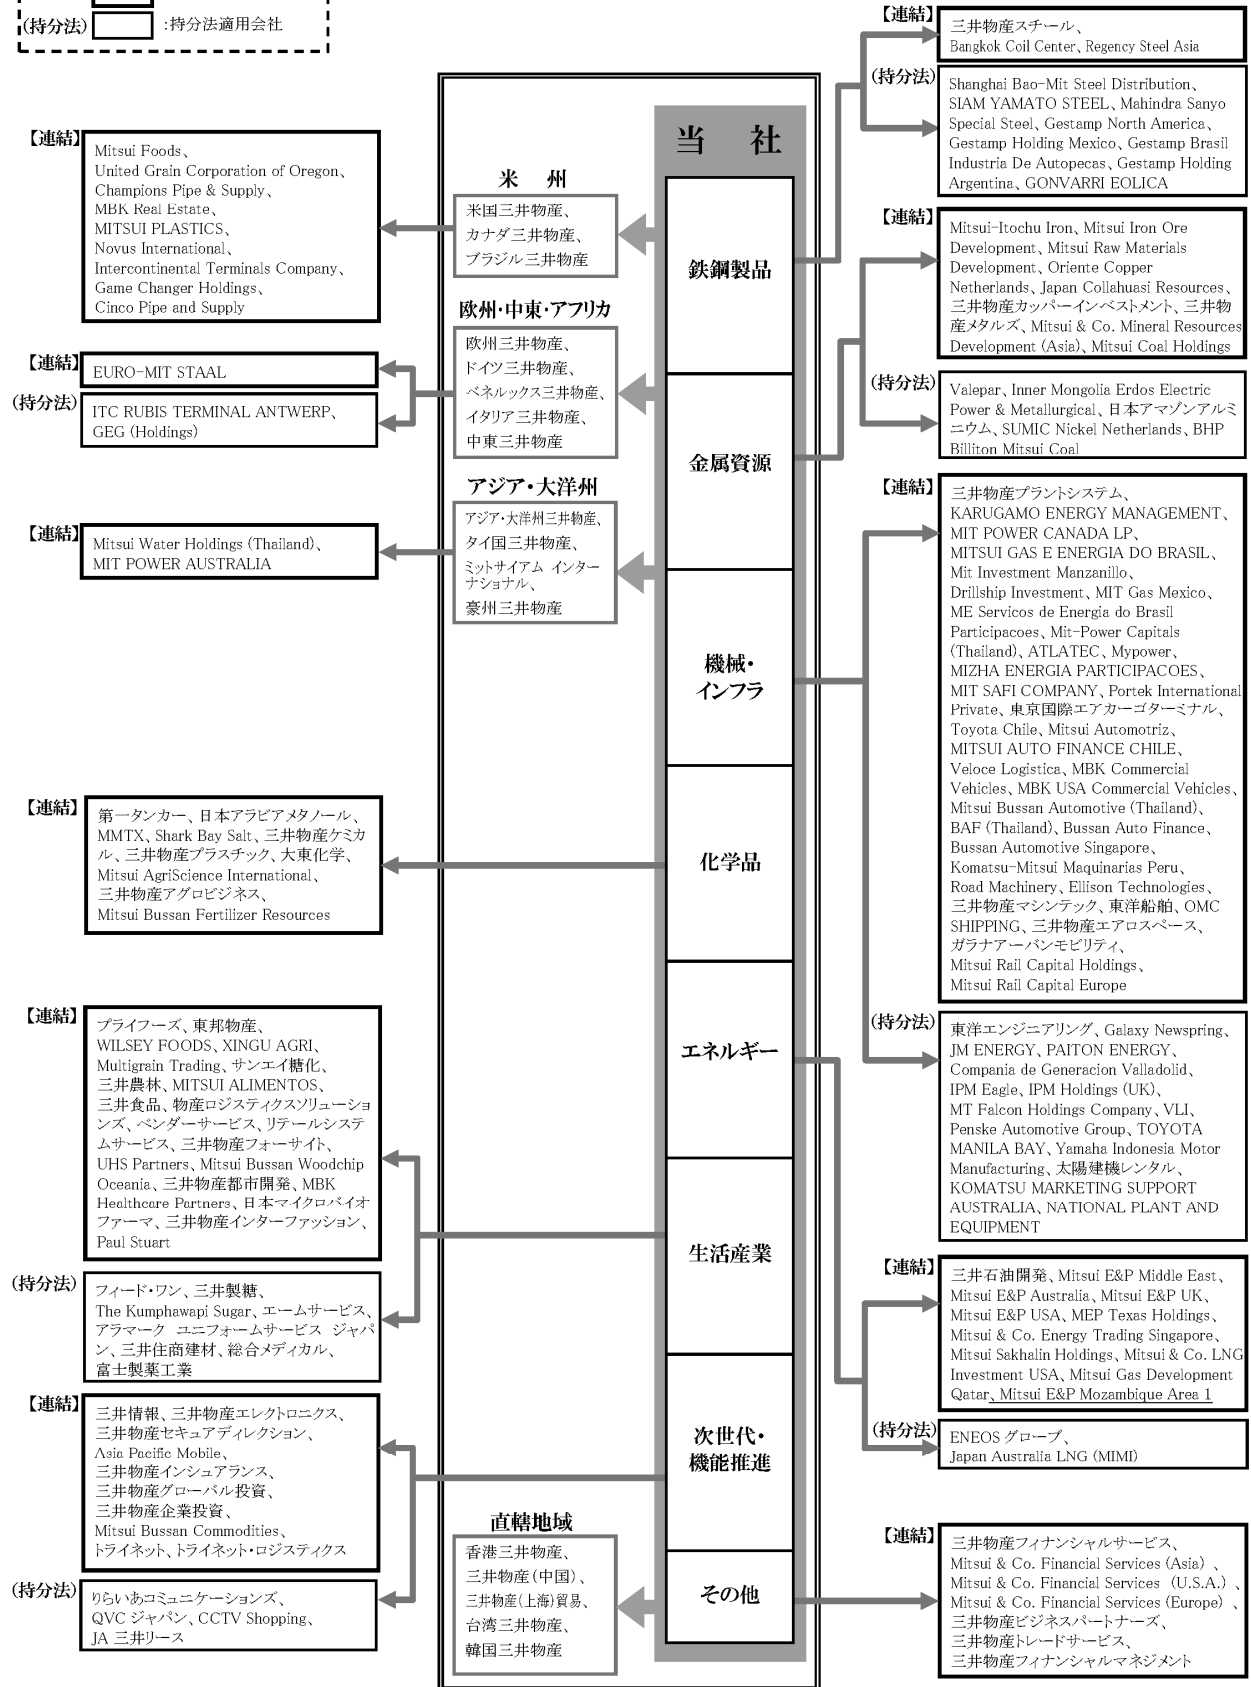 (持分法) :持分法適用会社
【連結】
Mitsui Foods、
United Grain Corporation of Oregon、
Champions Pipe & Supply、
MBK Real Estate、
MITSUI PLASTICS、
Novus International、
Intercontinental Terminals Company、
Game Changer Holdings、
Cinco Pipe and Supply
【連結】
EURO-MIT STAAL
(持分法)
ITC RUBIS TERMINAL ANTWERP、
GEG (Holdings)
【連結】
Mitsui Water Holdings (Thailand)、
MIT POWER AUSTRALIA
【連結】
第一タンカー、日本アラビアメタノール、
MMTX、Shark Bay Salt、三井物産ケミカ
ル、三井物産プラスチック、大東化学、
Mitsui AgriScience International、
三井物産アグロビジネス、
Mitsui Bussan Fertilizer Resources
【連結】
プライフーズ、東邦物産、
WILSEY FOODS、XINGU AGRI、
Multigrain Trading、サンエイ糖化、
三井農林、MITSUI ALIMENTOS、
三井食品、物産ロジスティクスソリューショ
ンズ、ベンダーサービス、リテールシステ
ムサービス、三井物産フォーサイト、
UHS Partners、Mitsui Bussan Woodchip
Oceania、三井物産都市開発、MBK
Healthcare Partners、日本マイクロバイオ
ファーマ、三井物産インターファッション、
Paul Stuart
(持分法)
フィード・ワン、三井製糖、
The Kumphawapi Sugar、エームサービス、
アラマーク ユニフォームサービス ジャパ
ン、三井住商建材、総合メディカル、
富士製薬工業
【連結】
三井情報、三井物産エレクトロニクス、
三井物産セキュアディレクション、
Asia Pacific Mobile、
三井物産インシュアランス、
三井物産グローバル投資、
三井物産企業投資、
Mitsui Bussan Commodities、
トライネット、トライネット・ロジスティクス
(持分法)
りらいあコミュニケーションズ、
QVC ジャパン、CCTV Shopping、
JA 三井リース
米 州
米国三井物産、
カナダ三井物産、
ブラジル三井物産
欧州・中東・アフリカ
欧州三井物産、
ドイツ三井物産、
ベネルックス三井物産、
イタリア三井物産、
中東三井物産
アジア・大洋州
アジア・大洋州三井物産、
タイ国三井物産、
ミットサイアム インター
ナショナル、
豪州三井物産
直轄地域
香港三井物産、
三井物産(中国)、
三井物産(上海)貿易、
台湾三井物産、
韓国三井物産
当 社
鉄鋼製品
金属資源
機械・
インフラ
化学品
エネルギー
生活産業
次世代・
機能推進
その他
【連結】
三井物産スチール、
Bangkok Coil Center、Regency Steel Asia
(持分法)
Shanghai Bao-Mit Steel Distribution、
SIAM YAMATO STEEL、Mahindra Sanyo
Special Steel、Gestamp North America、
Gestamp Holding Mexico、Gestamp Brasil
Industria De Autopecas、Gestamp Holding
Argentina、GONVARRI EOLICA
【連結】
Mitsui-Itochu Iron、Mitsui Iron Ore
Development、Mitsui Raw Materials
Development、Oriente Copper
Netherlands、Japan Collahuasi Resources、
三井物産カッパーインベストメント、三井物
産メタルズ、Mitsui & Co. Mineral Resources
Development (Asia)、Mitsui Coal Holdings
(持分法)
Valepar、Inner Mongolia Erdos Electric
Power & Metallurgical、日本アマゾンアルミ
ニウム、SUMIC Nickel Netherlands、BHP
Billiton Mitsui Coal
【連結】
三井物産プラントシステム、
KARUGAMO ENERGY MANAGEMENT、
MIT POWER CANADA LP、
MITSUI GAS E ENERGIA DO BRASIL、
Mit Investment Manzanillo、
Drillship Investment、MIT Gas Mexico、
ME Servicos de Energia do Brasil
Participacoes、Mit-Power Capitals
(Thailand)、ATLATEC、Mypower、
MIZHA ENERGIA PARTICIPACOES、
MIT SAFI COMPANY、Portek International
Private、東京国際エアカーゴターミナル、
Toyota Chile、Mitsui Automotriz、
MITSUI AUTO FINANCE CHILE、
Veloce Logistica、MBK Commercial
Vehicles、MBK USA Commercial Vehicles、
Mitsui Bussan Automotive (Thailand)、
BAF (Thailand)、Bussan Auto Finance、
Bussan Automotive Singapore、
Komatsu-Mitsui Maquinarias Peru、
Road Machinery、Ellison Technologies、
三井物産マシンテック、東洋船舶、OMC
SHIPPING、三井物産エアロスペース、
ガラナアーバンモビリティ、
Mitsui Rail Capital Holdings、
Mitsui Rail Capital Europe
(持分法)
東洋エンジニアリング、Galaxy Newspring、
JM ENERGY、PAITON ENERGY、
Compania de Generacion Valladolid、
IPM Eagle、IPM Holdings (UK)、
MT Falcon Holdings Company、VLI、
Penske Automotive Group、TOYOTA
MANILA BAY、Yamaha Indonesia Motor
Manufacturing、太陽建機レンタル、
KOMATSU MARKETING SUPPORT
AUSTRALIA、NATIONAL PLANT AND
EQUIPMENT
【連結】
三井石油開発、Mitsui E&P Middle East、
Mitsui E&P Australia、Mitsui E&P UK、
Mitsui E&P USA、MEP Texas Holdings、
Mitsui & Co. Energy Trading Singapore、
Mitsui Sakhalin Holdings、Mitsui & Co. LNG
Investment USA、Mitsui Gas Development
Qatar、Mitsui E&P Mozambique Area 1
(持分法)
ENEOS グローブ、
Japan Australia LNG (MIMI)
【連結】
三井物産フィナンシャルサービス、
Mitsui & Co. Financial Services (Asia) 、
Mitsui & Co. Financial Services (U.S.A.) 、
Mitsui & Co. Financial Services (Europe) 、
三井物産ビジネスパートナーズ、
三井物産トレードサービス、
三井物産フィナンシャルマネジメント